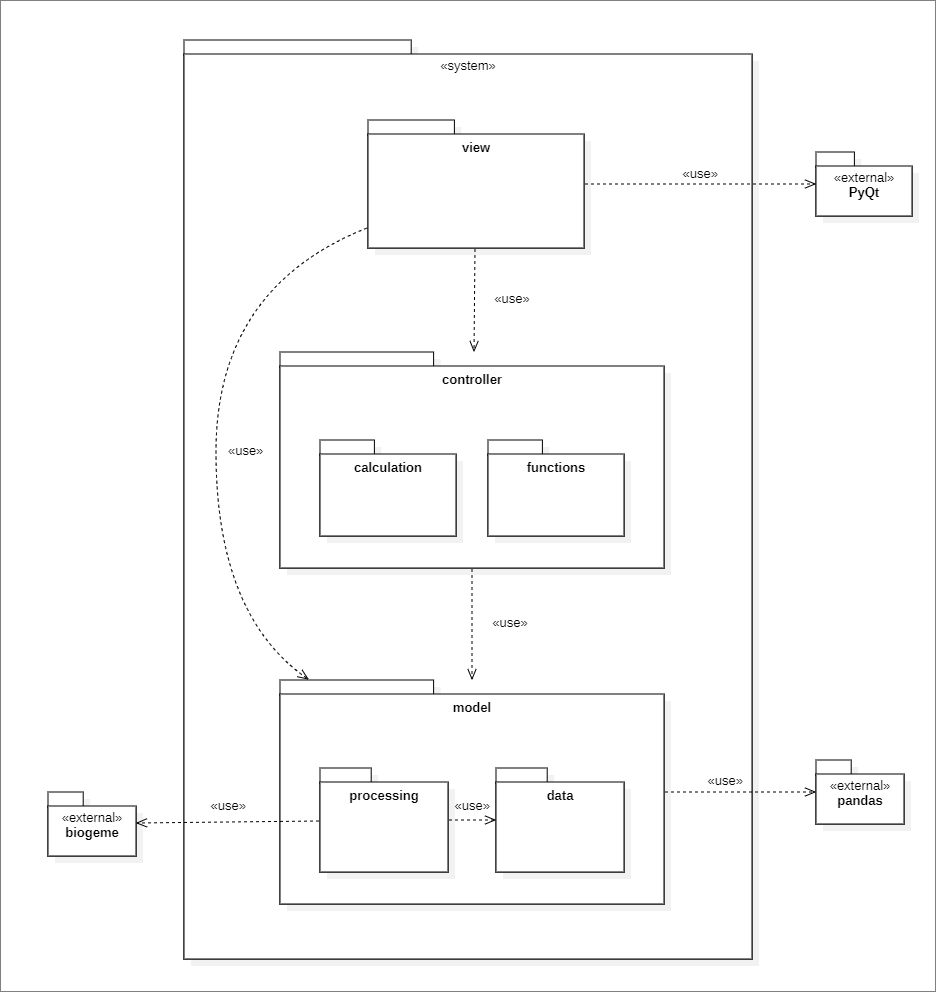 «system»
view
«use»
«external»
PyQt
«use»
controller
«use»
calculation
functions
«use»
model
«use»
«external»
pandas
processing
data
«use»
«use»
«external»
biogeme